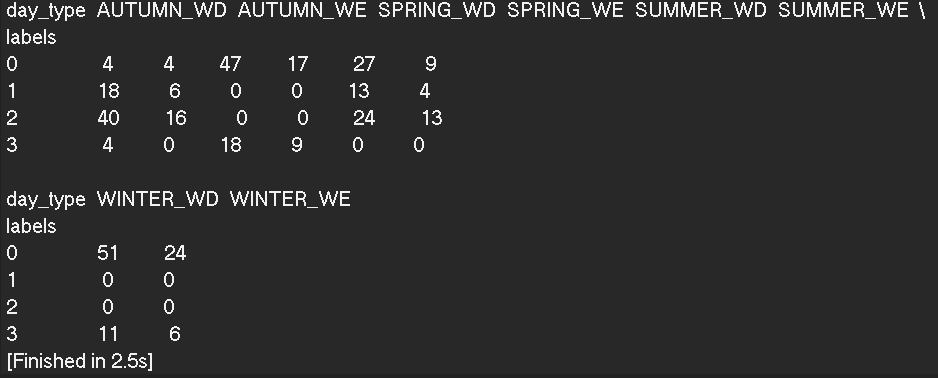 day_type AUTUMN_WD AUTUMN_WE SPRING_WD SPRING_WE SUMMER_WD SUMMER_WE \
labels
0 4 4 47 17 27 9
1 18 6 0 0 13 4
2 40 16 0 0 24 13
3 4 0 18 9 0 0
day_type WINTER_WD WINTER_WE
labels
0 51 24
1 0 0
2 0 0
3 11 6
[Finished in 2.5s]